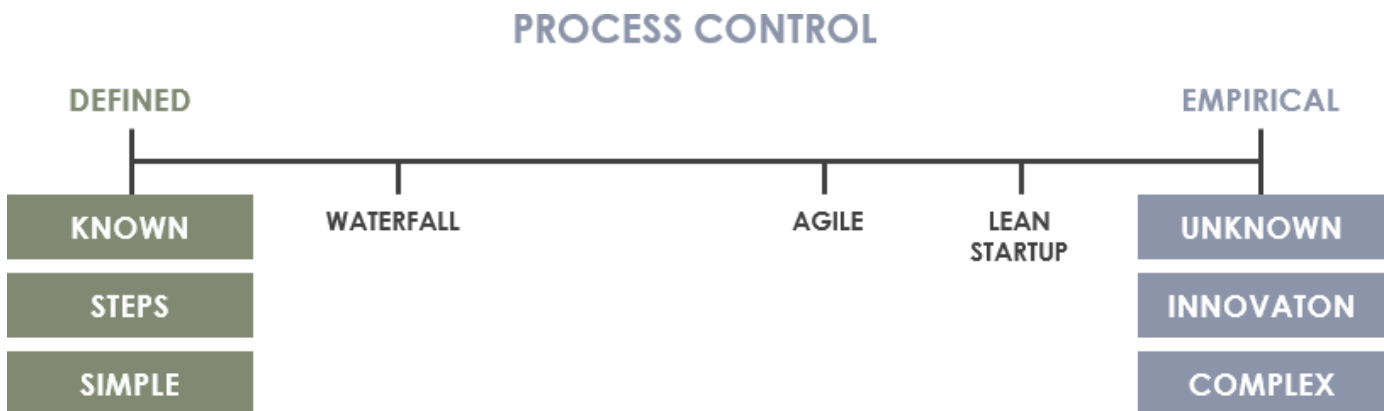 PROCESS CONTROL
DEFINED
EMPIRICAL
KNOWN
WATERFALL
AGILE
LEAN
STARTUP
UNKNOWN
STEPS
INNOVATON
SIMPLE
COMPLEX